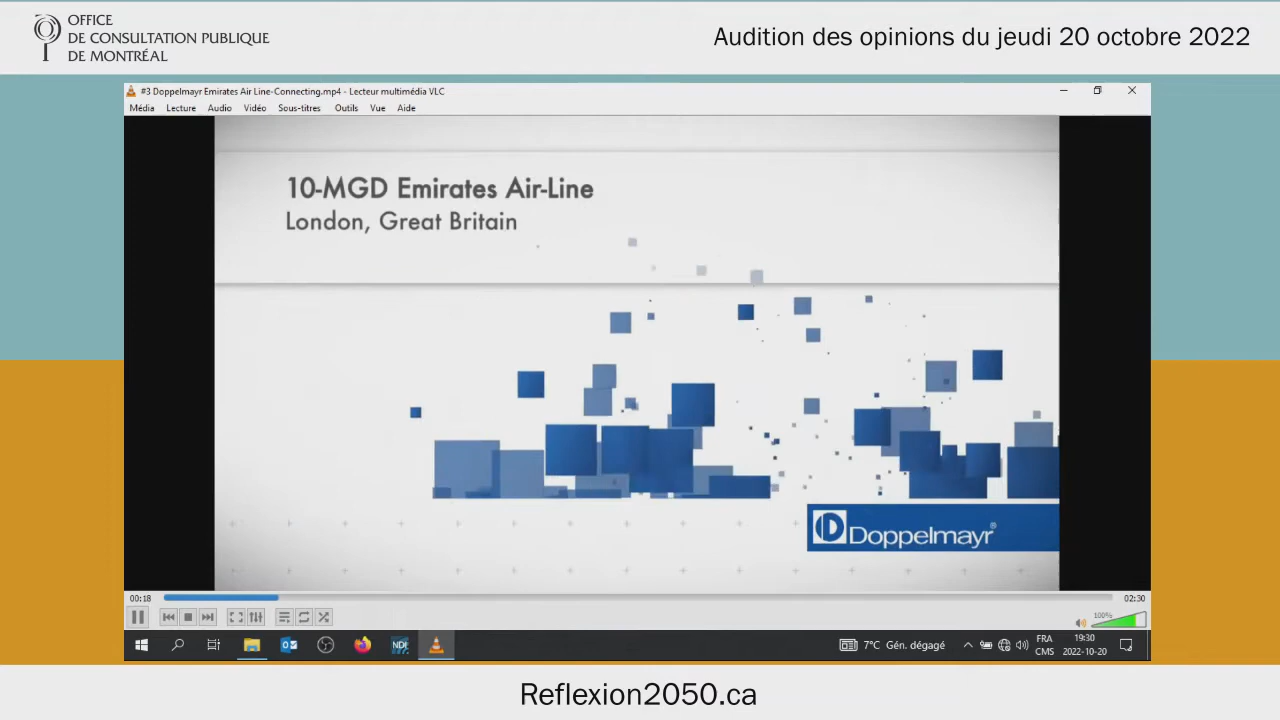 OFFICE
DE CONSULTATION PUBLIQUE
DE MONTRÉAL
Audition des opinions du jeudi 20 octobre 2022
#3 Doppelmayr Emirates Air Line-Connecting.mp4 - Lecteur multimédia VLC
Média Lecture Audio Vidéo Sous-titres Outils Vue Aide
10-MGD Emirates Air-Line
London, Great Britain
Doppelmayr®
00:18 02:30
100%
NDI
7°C Gén. dégagé
FRA
CMS
19:30
2022-10-20
Reflexion2050.ca